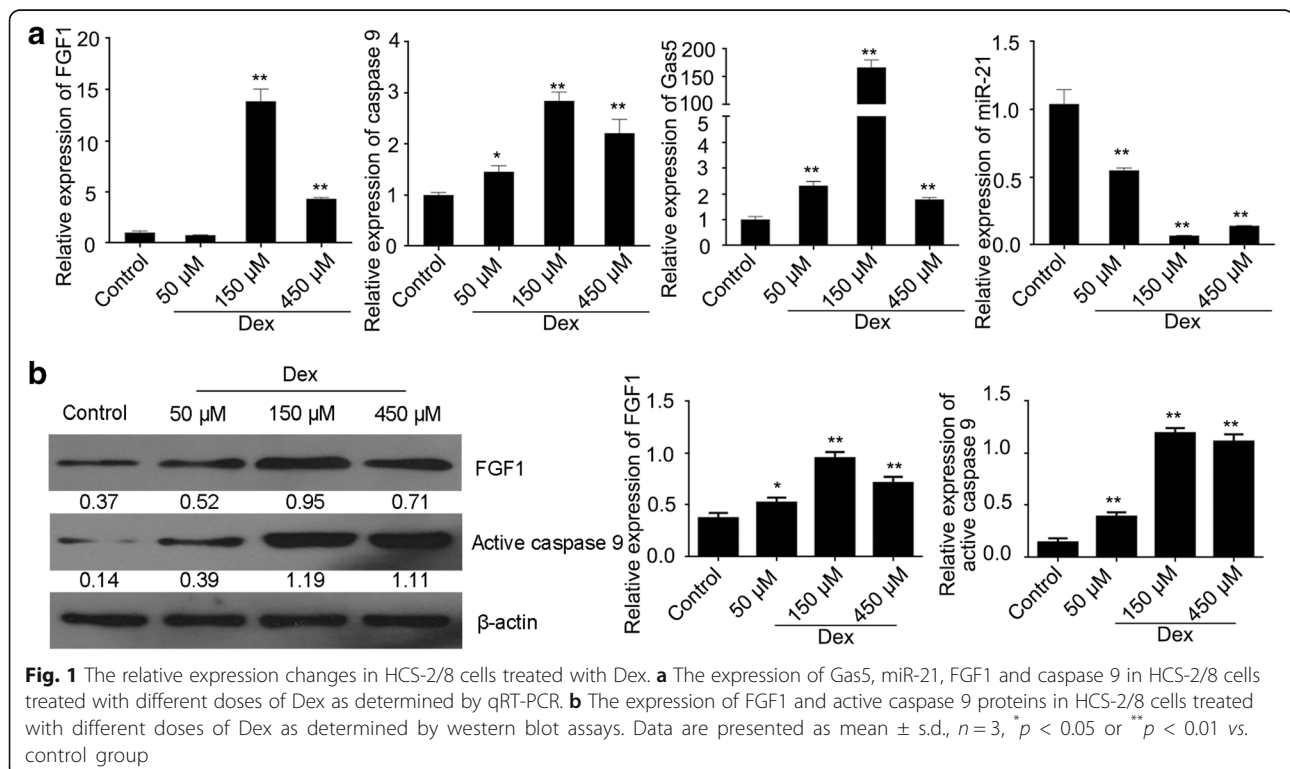 a
Relative expression of FGF1
20
15
10
5
0
**
**
Control
50 µM
150 µM
450 µM
Dex
Relative expression of caspase 9
4
3
2
1
0
*
**
**
Control
50 µM
150 µM
450 µM
Dex
Relative expression of Gas5
200
150
100
5
4
3
2
1
0
**
**
**
Control
50 µM
150 µM
450 µM
Dex
Relative expression of miR-21
1.5
1.0
0.5
0.0
**
**
**
Control
50 µM
150 µM
450 µM
Dex
b
Dex
Control 50 µM 150 µM 450 µM
FGF1
0.37 0.52 0.95 0.71
Active caspase 9
0.14 0.39 1.19 1.11
β-actin
Relative expression of FGF1
1.5
1.0
0.5
0.0
*
**
**
Control
50 µM
150 µM
450 µM
Dex
Relative expression of
active caspase 9
1.5
1.0
0.5
0.0
**
**
**
Control
50 µM
150 µM
450 µM
Dex
Fig. 1 The relative expression changes in HCS-2/8 cells treated with Dex. a The expression of Gas5, miR-21, FGF1 and caspase 9 in HCS-2/8 cells
treated with different doses of Dex as determined by qRT-PCR. b The expression of FGF1 and active caspase 9 proteins in HCS-2/8 cells treated
with different doses of Dex as determined by western blot assays. Data are presented as mean ± s.d., n = 3, *p < 0.05 or **p < 0.01 vs.
control group